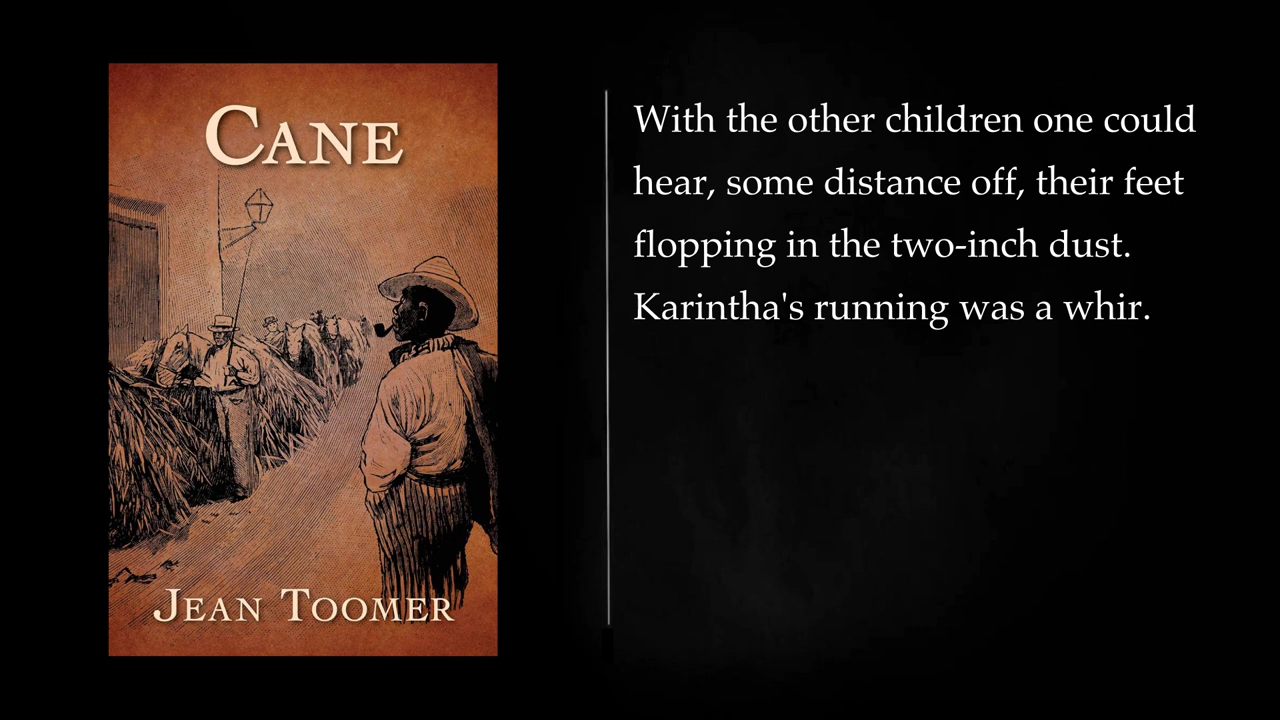 CANE
JEAN TOOMER
With the other children one could
hear, some distance off, their feet
flopping in the two-inch dust.
Karintha's running was a whir.